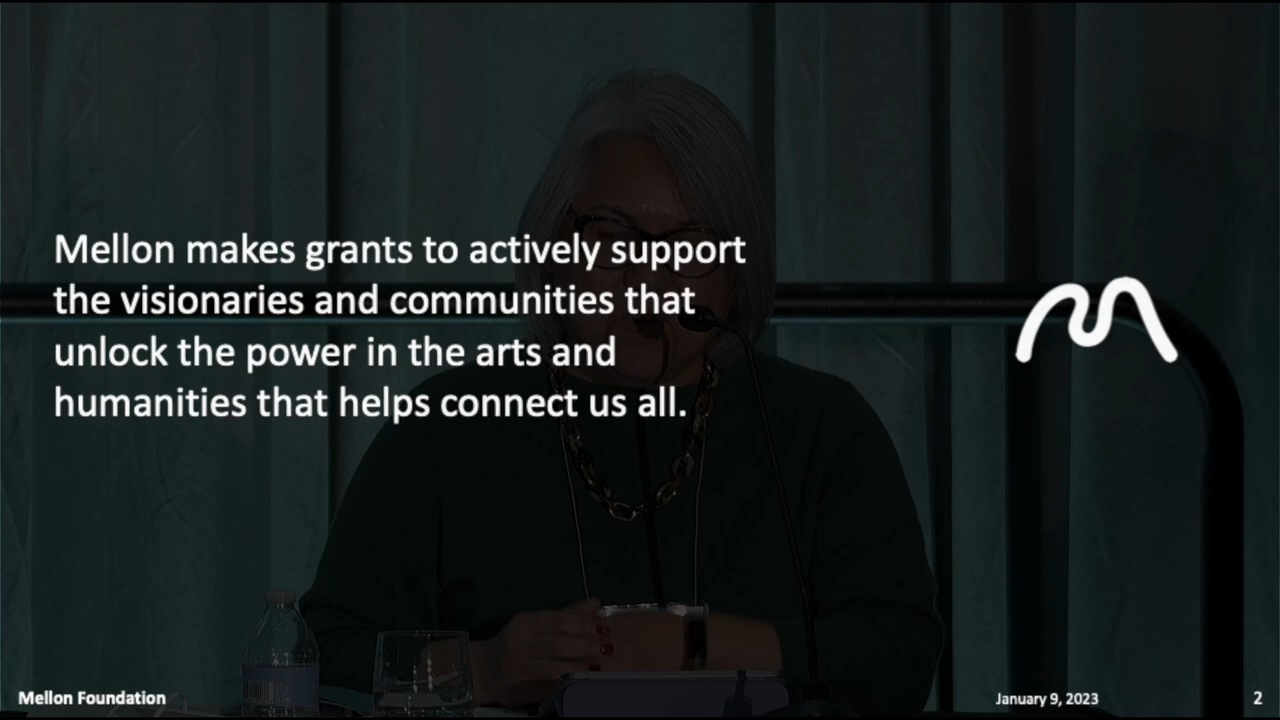 Mellon makes grants to actively support
the visionaries and communities that
unlock the power in the arts and
humanities that helps connect us all.
Mellon Foundation
January 9, 2023
2